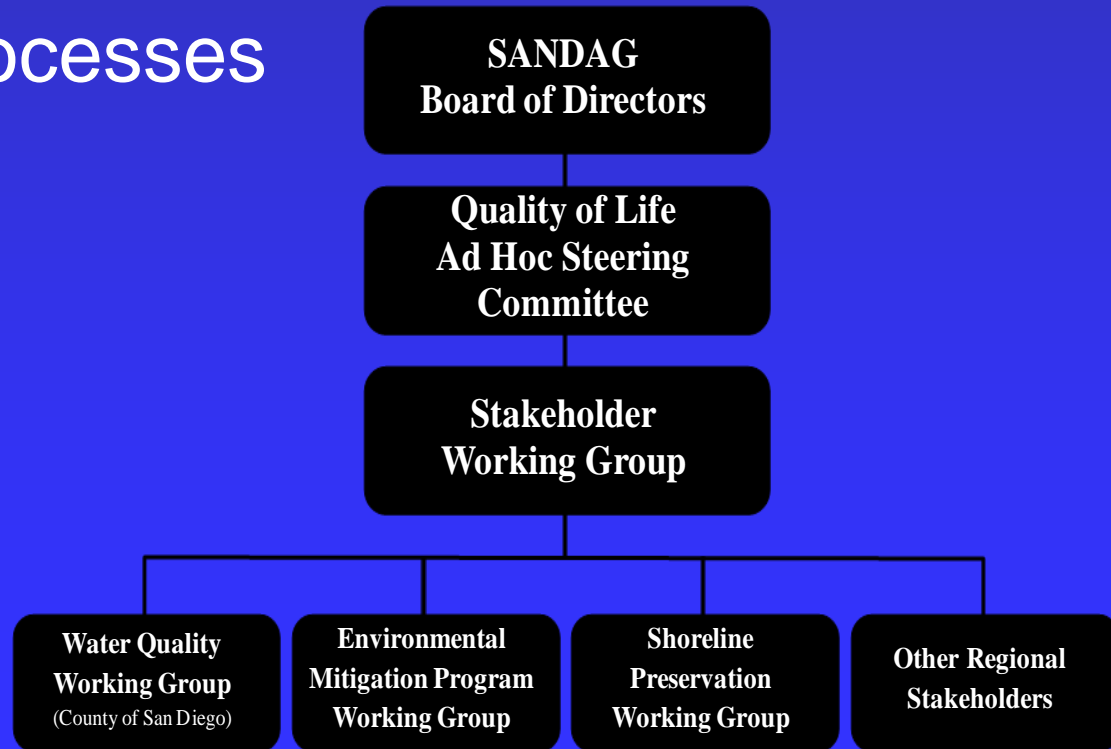 ocesses
SANDAG
Board of Directors
Quality of Life
Ad Hoc Steering
Committee
Stakeholder
Working Group
Water Quality
Working Group
(County of San Diego)
Environmental
Mitigation Program
Working Group
Shoreline
Preservation
Working Group
Other Regional
Stakeholders